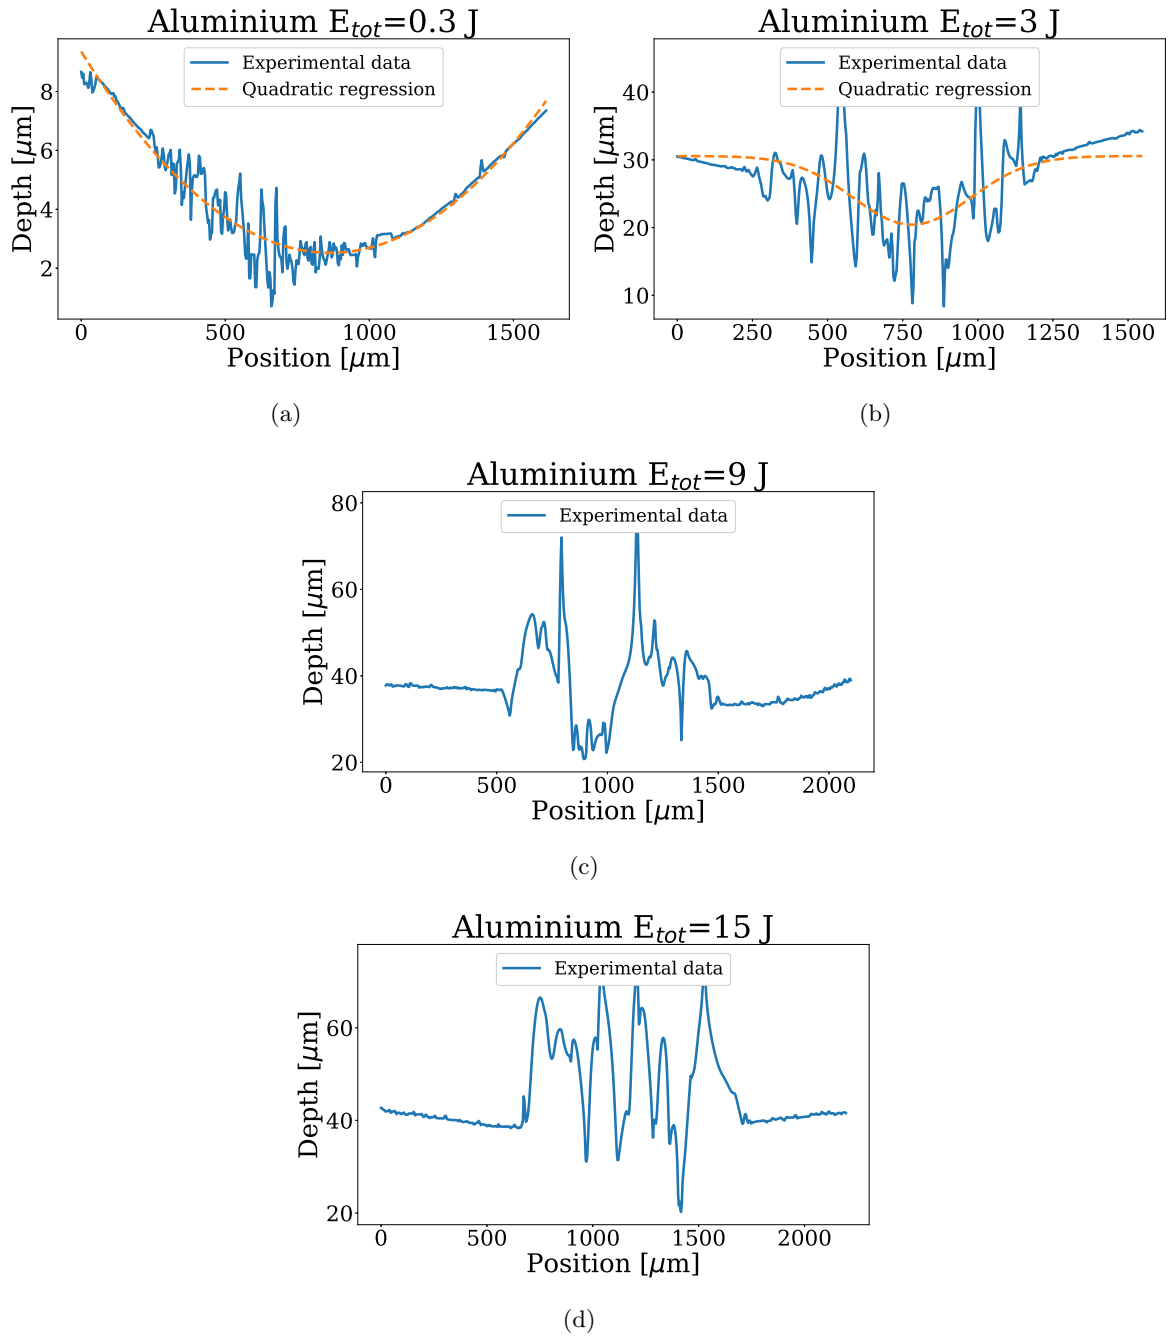 Aluminium E_tot=0.3 J
Experimental data
Quadratic regression
Depth [μm]
8
6
4
2
0 500 1000 1500
Position [μm]
(a)
Aluminium E_tot=3 J
Experimental data
Quadratic regression
Depth [μm]
40
30
20
10
0 250 500 750 1000 1250 1500
Position [μm]
(b)
Aluminium E_tot=9 J
Experimental data
Depth [μm]
80
60
40
20
0 500 1000 1500 2000
Position [μm]
(c)
Aluminium E_tot=15 J
Experimental data
Depth [μm]
60
40
20
0 500 1000 1500 2000
Position [μm]
(d)